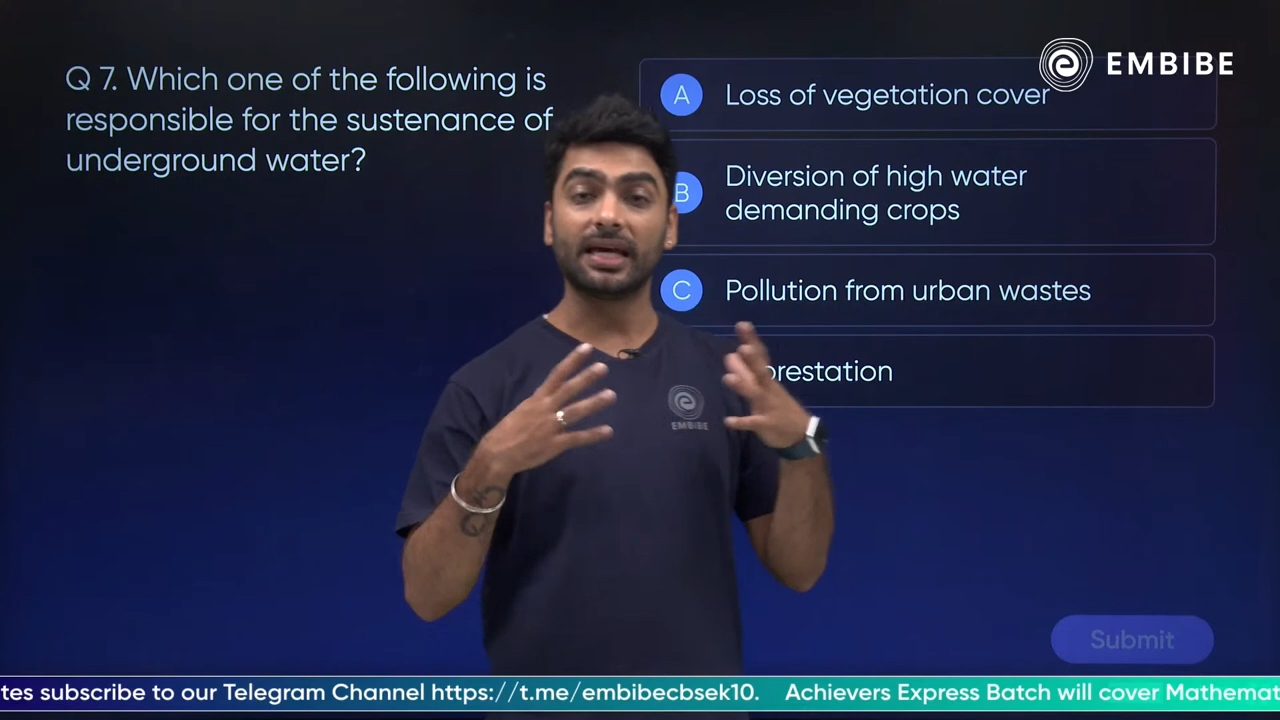 EMBIBE
Q 7. Which one of the following is
responsible for the sustenance of
underground water?
A Loss of vegetation cover
B Diversion of high water
demanding crops
C Pollution from urban wastes
EMBIBE
Submit
tes subscribe to our Telegram Channel https://t.me/embibecbsek10. Achievers Express Batch will cover Mathemat